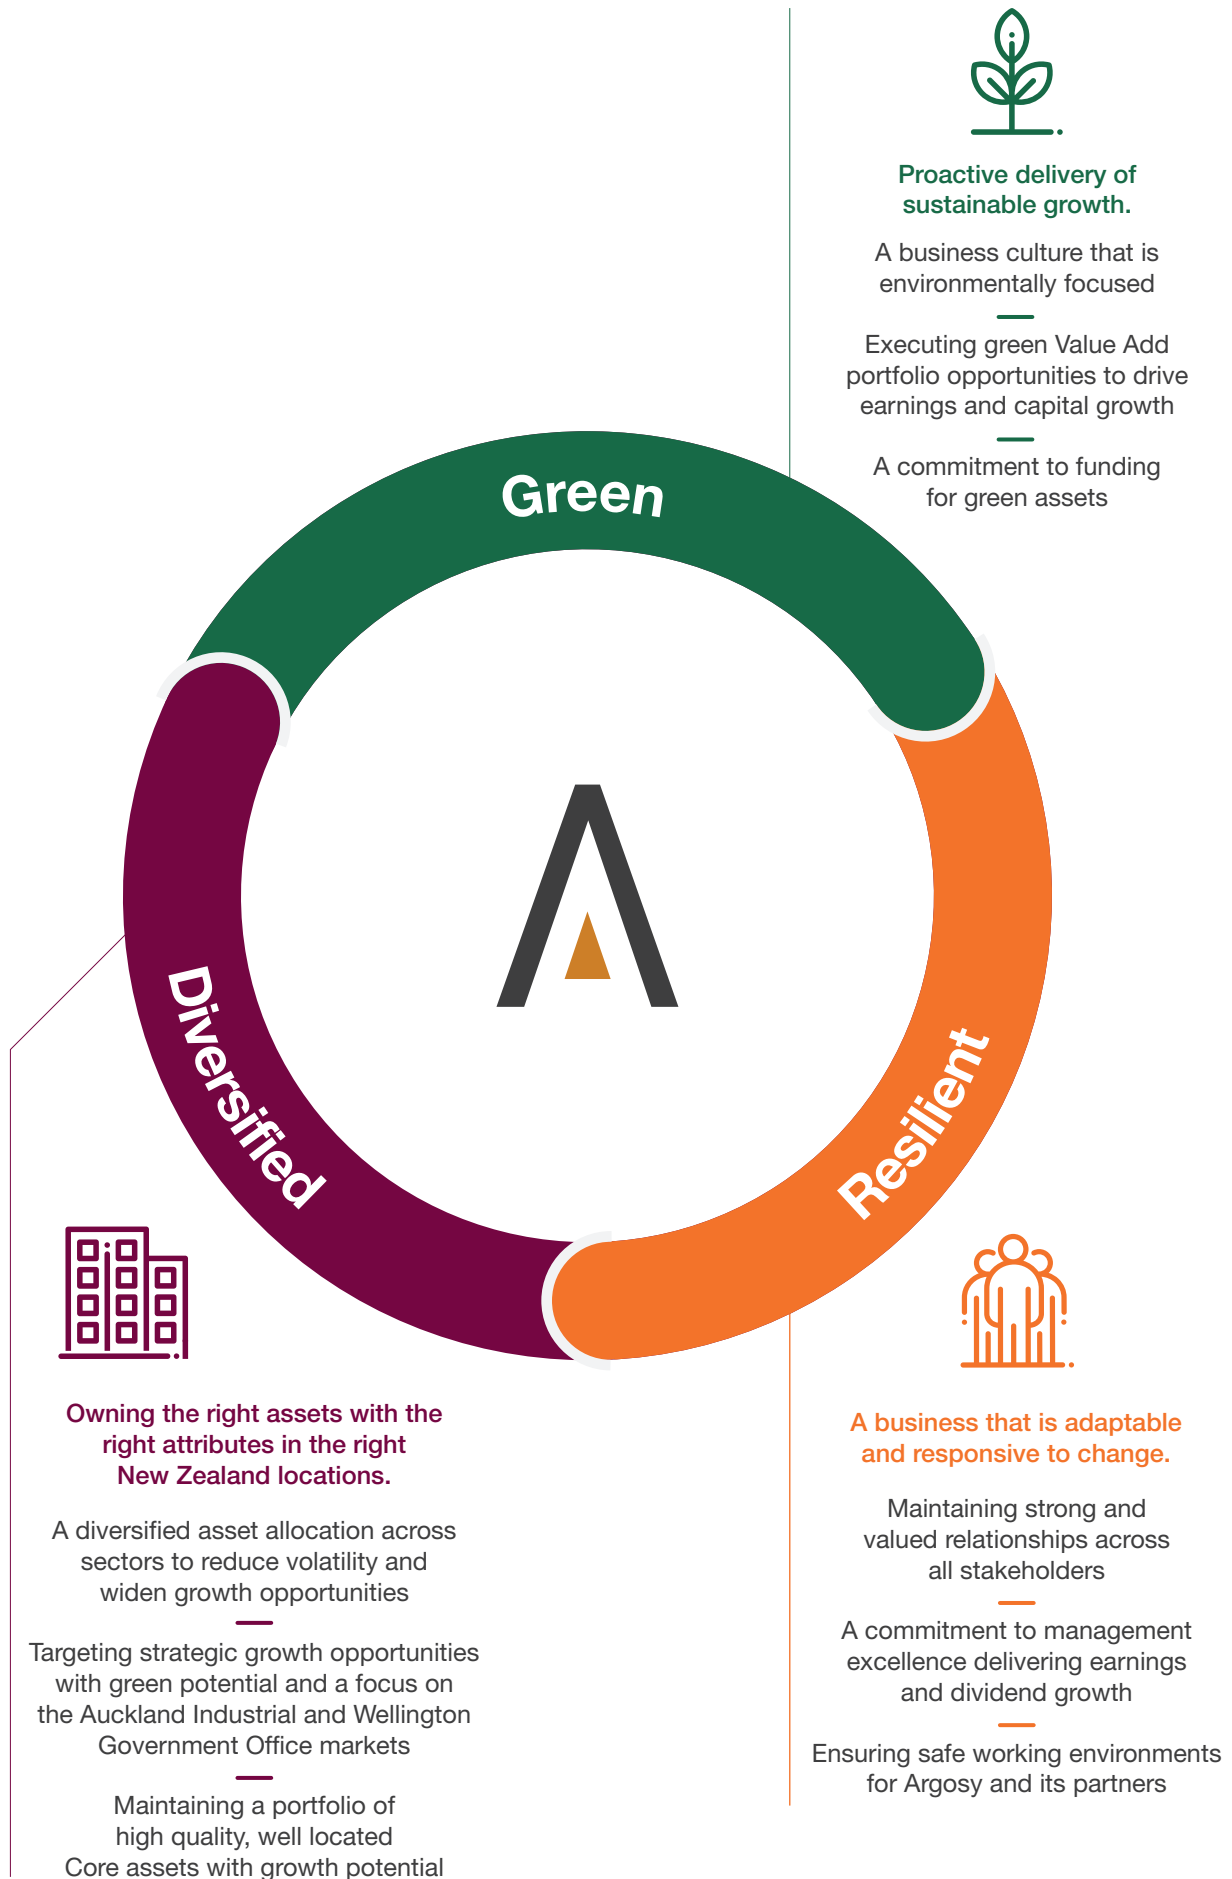 Proactive delivery of
sustainable growth.
A business culture that is
environmentally focused
Executing green Value Add
portfolio opportunities to drive
earnings and capital growth
A commitment to funding
for green assets
Green
Diversified
Resilient
Owning the right assets with the
right attributes in the right
New Zealand locations.
A diversified asset allocation across
sectors to reduce volatility and
widen growth opportunities
Targeting strategic growth opportunities
with green potential and a focus on
the Auckland Industrial and Wellington
Government Office markets
Maintaining a portfolio of
high quality, well located
Core assets with growth potential
A business that is adaptable
and responsive to change.
Maintaining strong and
valued relationships across
all stakeholders
A commitment to management
excellence delivering earnings
and dividend growth
Ensuring safe working environments
for Argosy and its partners